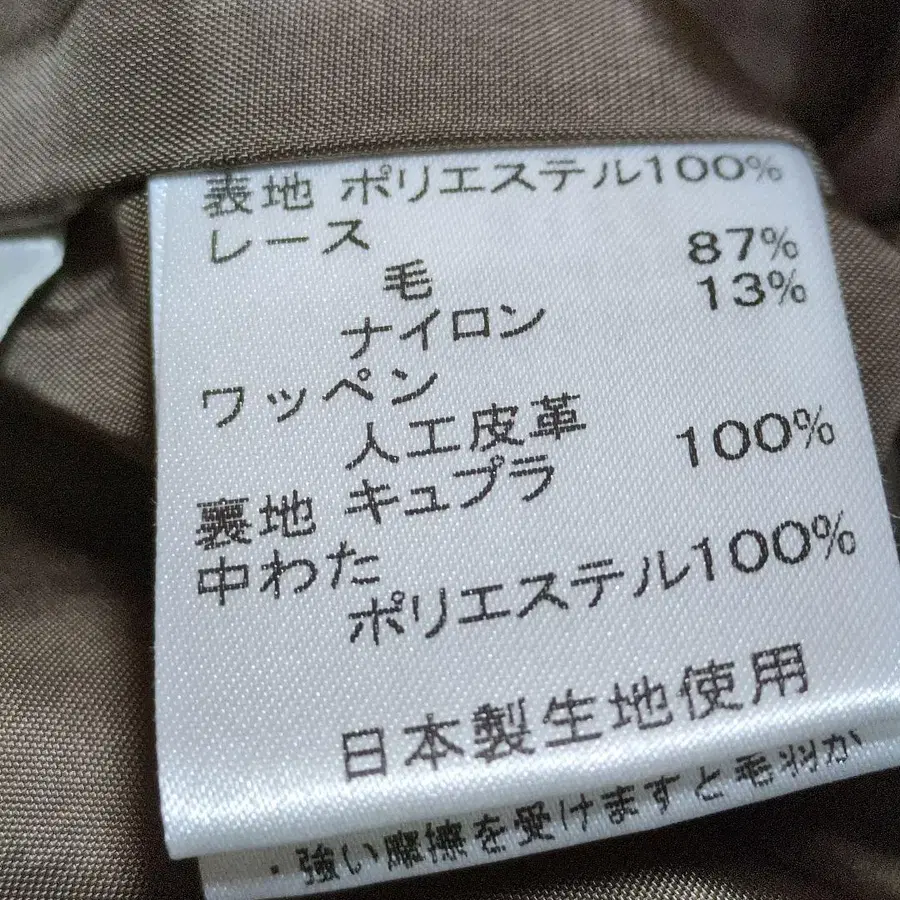 表地 ポリエステル100%
レース
毛 87%
ナイロン 13%
ワッペン
人工皮革
裏地 キュプラ 100%
中わた
ポリエステル100%
日本製生地使用
・強い摩擦を受けますと毛羽が